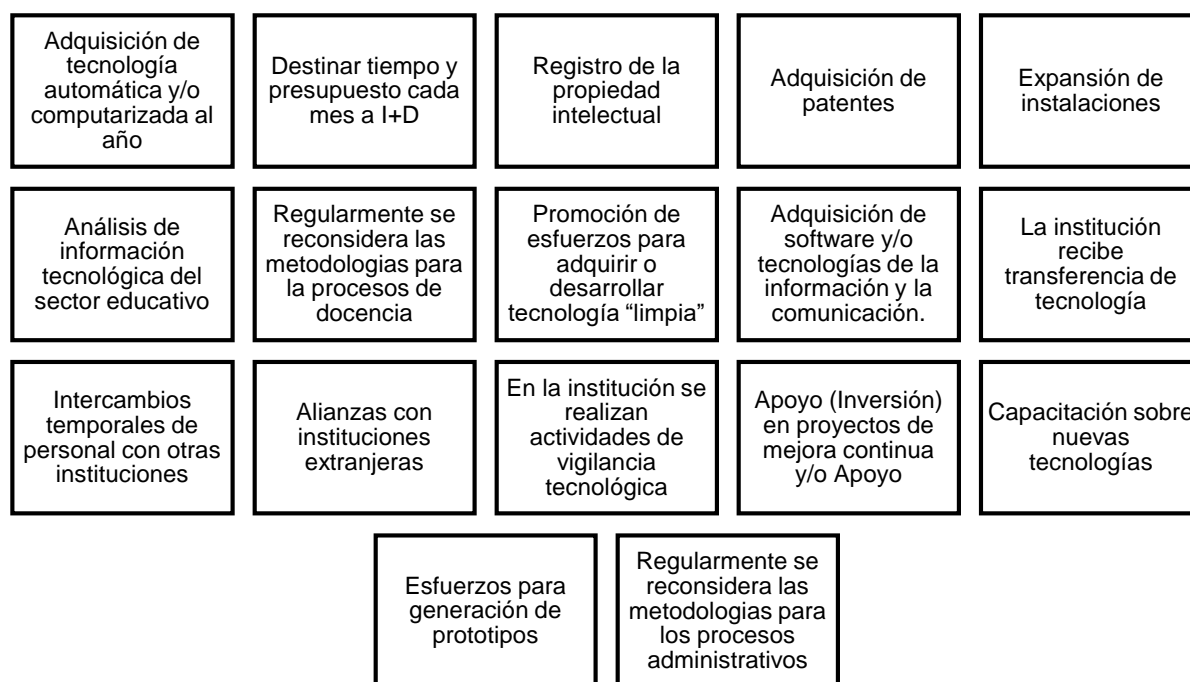 Adquisición de
tecnología
automática y/o
computarizada al
año
Destinar tiempo y
presupuesto cada
mes a I+D
Registro de la
propiedad
intelectual
Adquisición de
patentes
Expansión de
instalaciones
Análisis de
información
tecnológica del
sector educativo
Regularmente se
reconsidera las
metodologias para
la procesos de
docencia
Promoción de
esfuerzos para
adquirir o
desarrollar
tecnología “limpia”
Adquisición de
software y/o
tecnologías de la
información y la
comunicación.
La institución
recibe
transferencia de
tecnología
Intercambios
temporales de
personal con otras
instituciones
Alianzas con
instituciones
extranjeras
En la institución se
realizan
actividades de
vigilancia
tecnológica
Apoyo (Inversión)
en proyectos de
mejora continua
y/o Apoyo
Capacitación sobre
nuevas
tecnologías
Esfuerzos para
generación de
prototipos
Regularmente se
reconsidera las
metodologias para
los procesos
administrativos